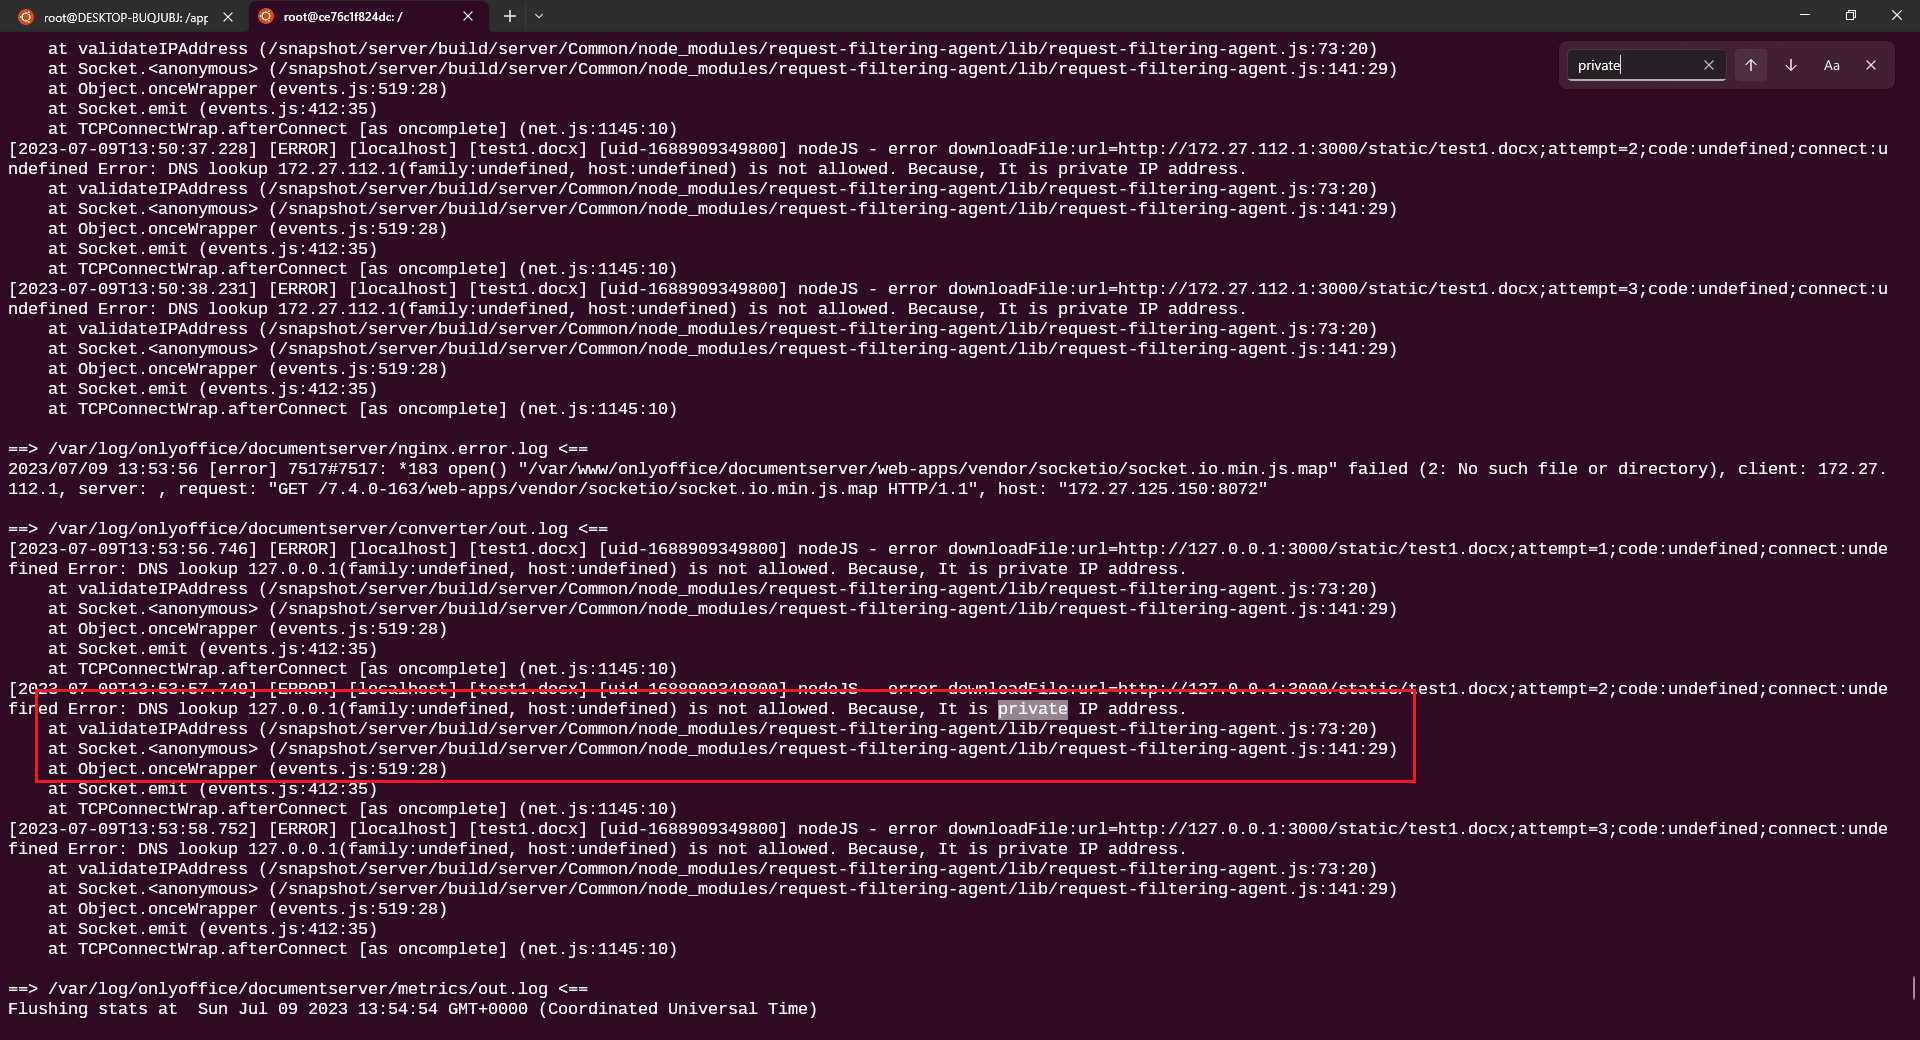 root@DESKTOP-BUQJUBJ: /app
root@ce76c1f824dc: /
private
Aa
    at validateIPAddress (/snapshot/server/build/server/Common/node_modules/request-filtering-agent/lib/request-filtering-agent.js:73:20)
    at Socket.<anonymous> (/snapshot/server/build/server/Common/node_modules/request-filtering-agent/lib/request-filtering-agent.js:141:29)
    at Object.onceWrapper (events.js:519:28)
    at Socket.emit (events.js:412:35)
    at TCPConnectWrap.afterConnect [as oncomplete] (net.js:1145:10)
[2023-07-09T13:50:37.228] [ERROR] [localhost] [test1.docx] [uid-1688909349800] nodeJS - error downloadFile:url=http://172.27.112.1:3000/static/test1.docx;attempt=2;code:undefined;connect:u
ndefined Error: DNS lookup 172.27.112.1(family:undefined, host:undefined) is not allowed. Because, It is private IP address.
    at validateIPAddress (/snapshot/server/build/server/Common/node_modules/request-filtering-agent/lib/request-filtering-agent.js:73:20)
    at Socket.<anonymous> (/snapshot/server/build/server/Common/node_modules/request-filtering-agent/lib/request-filtering-agent.js:141:29)
    at Object.onceWrapper (events.js:519:28)
    at Socket.emit (events.js:412:35)
    at TCPConnectWrap.afterConnect [as oncomplete] (net.js:1145:10)
[2023-07-09T13:50:38.231] [ERROR] [localhost] [test1.docx] [uid-1688909349800] nodeJS - error downloadFile:url=http://172.27.112.1:3000/static/test1.docx;attempt=3;code:undefined;connect:u
ndefined Error: DNS lookup 172.27.112.1(family:undefined, host:undefined) is not allowed. Because, It is private IP address.
    at validateIPAddress (/snapshot/server/build/server/Common/node_modules/request-filtering-agent/lib/request-filtering-agent.js:73:20)
    at Socket.<anonymous> (/snapshot/server/build/server/Common/node_modules/request-filtering-agent/lib/request-filtering-agent.js:141:29)
    at Object.onceWrapper (events.js:519:28)
    at Socket.emit (events.js:412:35)
    at TCPConnectWrap.afterConnect [as oncomplete] (net.js:1145:10)
==> /var/log/onlyoffice/documentserver/nginx.error.log <==
2023/07/09 13:53:56 [error] 7517#7517: *183 open() "/var/www/onlyoffice/documentserver/web-apps/vendor/socketio/socket.io.min.js.map" failed (2: No such file or directory), client: 172.27.
112.1, server: , request: "GET /7.4.0-163/web-apps/vendor/socketio/socket.io.min.js.map HTTP/1.1", host: "172.27.125.150:8072"
==> /var/log/onlyoffice/documentserver/converter/out.log <==
[2023-07-09T13:53:56.746] [ERROR] [localhost] [test1.docx] [uid-1688909349800] nodeJS - error downloadFile:url=http://127.0.0.1:3000/static/test1.docx;attempt=1;code:undefined;connect:unde
fined Error: DNS lookup 127.0.0.1(family:undefined, host:undefined) is not allowed. Because, It is private IP address.
    at validateIPAddress (/snapshot/server/build/server/Common/node_modules/request-filtering-agent/lib/request-filtering-agent.js:73:20)
    at Socket.<anonymous> (/snapshot/server/build/server/Common/node_modules/request-filtering-agent/lib/request-filtering-agent.js:141:29)
    at Object.onceWrapper (events.js:519:28)
    at Socket.emit (events.js:412:35)
    at TCPConnectWrap.afterConnect [as oncomplete] (net.js:1145:10)
[2023-07-09T13:53:57.749] [ERROR] [localhost] [test1.docx] [uid-1688909349800] nodeJS - error downloadFile:url=http://127.0.0.1:3000/static/test1.docx;attempt=2;code:undefined;connect:unde
fined Error: DNS lookup 127.0.0.1(family:undefined, host:undefined) is not allowed. Because, It is private IP address.
    at validateIPAddress (/snapshot/server/build/server/Common/node_modules/request-filtering-agent/lib/request-filtering-agent.js:73:20)
    at Socket.<anonymous> (/snapshot/server/build/server/Common/node_modules/request-filtering-agent/lib/request-filtering-agent.js:141:29)
    at Object.onceWrapper (events.js:519:28)
    at Socket.emit (events.js:412:35)
    at TCPConnectWrap.afterConnect [as oncomplete] (net.js:1145:10)
[2023-07-09T13:53:58.752] [ERROR] [localhost] [test1.docx] [uid-1688909349800] nodeJS - error downloadFile:url=http://127.0.0.1:3000/static/test1.docx;attempt=3;code:undefined;connect:unde
fined Error: DNS lookup 127.0.0.1(family:undefined, host:undefined) is not allowed. Because, It is private IP address.
    at validateIPAddress (/snapshot/server/build/server/Common/node_modules/request-filtering-agent/lib/request-filtering-agent.js:73:20)
    at Socket.<anonymous> (/snapshot/server/build/server/Common/node_modules/request-filtering-agent/lib/request-filtering-agent.js:141:29)
    at Object.onceWrapper (events.js:519:28)
    at Socket.emit (events.js:412:35)
    at TCPConnectWrap.afterConnect [as oncomplete] (net.js:1145:10)
==> /var/log/onlyoffice/documentserver/metrics/out.log <==
Flushing stats at  Sun Jul 09 2023 13:54:54 GMT+0000 (Coordinated Universal Time)